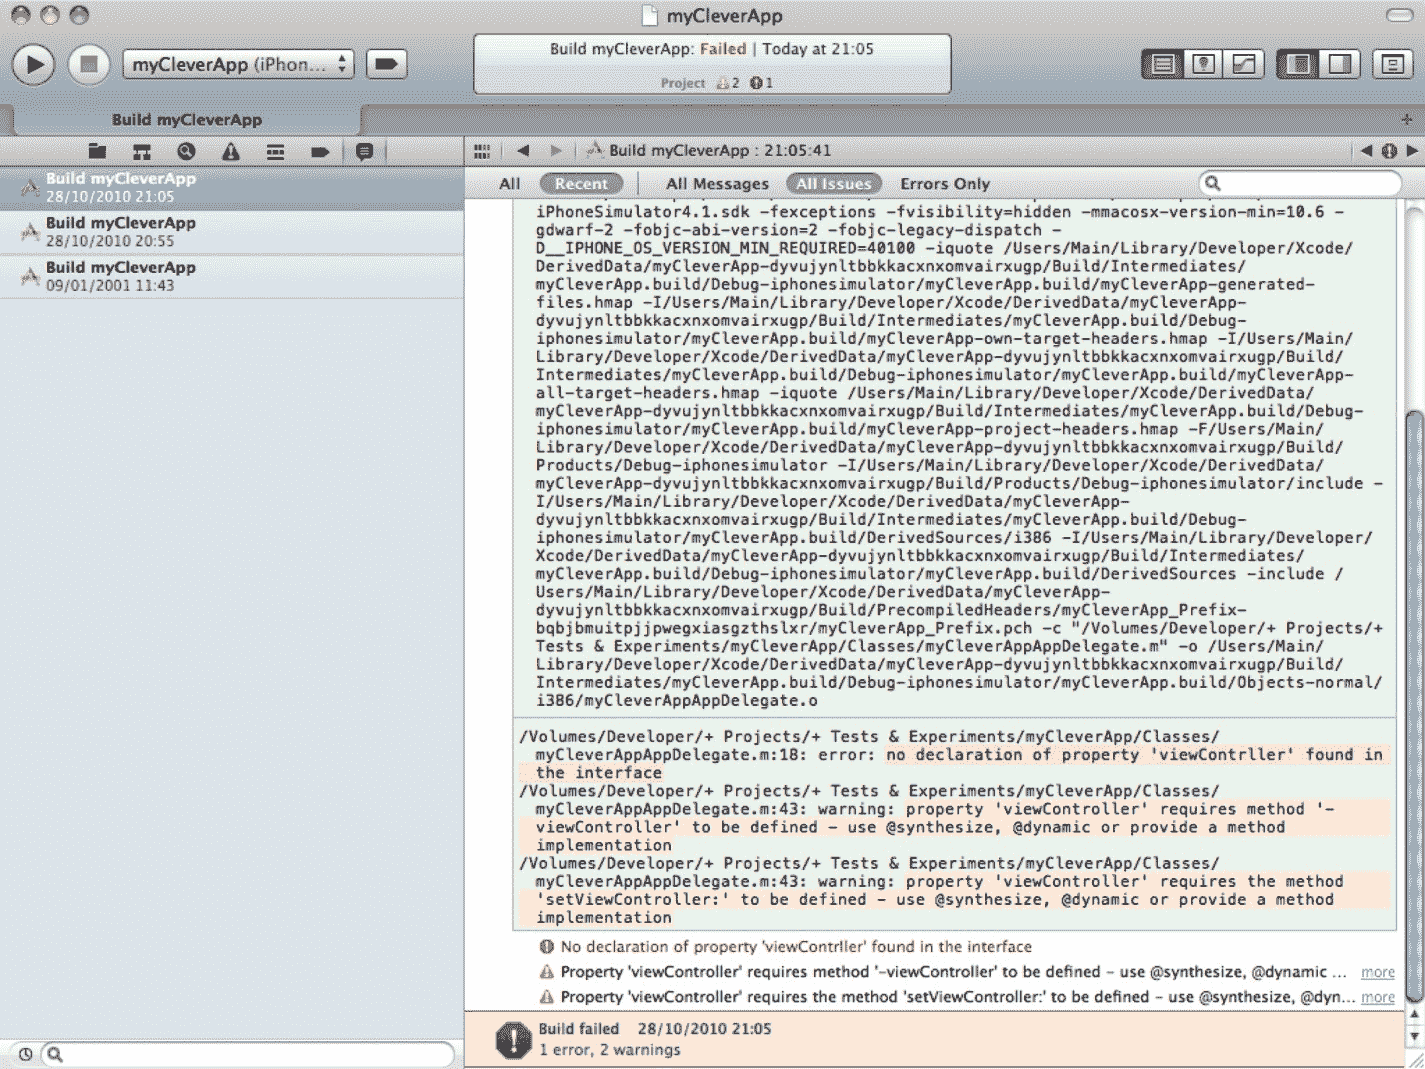 myCleverApp
myCleverApp (iPhon...
Build myCleverApp: Failed | Today at 21:05
Project 2 1
Build myCleverApp
Build myCleverApp : 21:05:41
Build myCleverApp
28/10/2010 21:05
Build myCleverApp
28/10/2010 20:55
Build myCleverApp
09/01/2001 11:43
All Recent All Messages All Issues Errors Only
iPhoneSimulator4.1.sdk -fexceptions -fvisibility=hidden -mmacosx-version-min=10.6 -
gdwarf-2 -fobjc-abi-version=2 -fobjc-legacy-dispatch -
D__IPHONE_OS_VERSION_MIN_REQUIRED=40100 -iquote /Users/Main/Library/Developer/Xcode/
DerivedData/myCleverApp-dyvujynltbbkkacxnxomvairxugp/Build/Intermediates/
myCleverApp.build/Debug-iphonesimulator/myCleverApp.build/myCleverApp-generated-
files.hmap -I/Users/Main/Library/Developer/Xcode/DerivedData/myCleverApp-
dyvujynltbbkkacxnxomvairxugp/Build/Intermediates/myCleverApp.build/Debug-
iphonesimulator/myCleverApp.build/myCleverApp-own-target-headers.hmap -I/Users/Main/
Library/Developer/Xcode/DerivedData/myCleverApp-dyvujynltbbkkacxnxomvairxugp/Build/
Intermediates/myCleverApp.build/Debug-iphonesimulator/myCleverApp.build/myCleverApp-
all-target-headers.hmap -iquote /Users/Main/Library/Developer/Xcode/DerivedData/
myCleverApp-dyvujynltbbkkacxnxomvairxugp/Build/Intermediates/myCleverApp.build/Debug-
iphonesimulator/myCleverApp.build/myCleverApp-project-headers.hmap -F/Users/Main/
Library/Developer/Xcode/DerivedData/myCleverApp-dyvujynltbbkkacxnxomvairxugp/Build/
Products/Debug-iphonesimulator -I/Users/Main/Library/Developer/Xcode/DerivedData/
myCleverApp-dyvujynltbbkkacxnxomvairxugp/Build/Products/Debug-iphonesimulator/include -
I/Users/Main/Library/Developer/Xcode/DerivedData/myCleverApp-
dyvujynltbbkkacxnxomvairxugp/Build/Intermediates/myCleverApp.build/Debug-
iphonesimulator/myCleverApp.build/DerivedSources/i386 -I/Users/Main/Library/Developer/
Xcode/DerivedData/myCleverApp-dyvujynltbbkkacxnxomvairxugp/Build/Intermediates/
myCleverApp.build/Debug-iphonesimulator/myCleverApp.build/DerivedSources -include /
Users/Main/Library/Developer/Xcode/DerivedData/myCleverApp-
dyvujynltbbkkacxnxomvairxugp/Build/PrecompiledHeaders/myCleverApp_Prefix-
bqbjbmuitpjjpwegxiasgzthslxr/myCleverApp_Prefix.pch -c "/Volumes/Developer/+ Projects/+
Tests & Experiments/myCleverApp/Classes/myCleverAppAppDelegate.m" -o /Users/Main/
Library/Developer/Xcode/DerivedData/myCleverApp-dyvujynltbbkkacxnxomvairxugp/Build/
Intermediates/myCleverApp.build/Debug-iphonesimulator/myCleverApp.build/Objects-normal/
i386/myCleverAppAppDelegate.o
/Volumes/Developer/+ Projects/+ Tests & Experiments/myCleverApp/Classes/
myCleverAppAppDelegate.m:18: error: no declaration of property 'viewContrller' found in
the interface
/Volumes/Developer/+ Projects/+ Tests & Experiments/myCleverApp/Classes/
myCleverAppAppDelegate.m:43: warning: property 'viewController' requires method '-
viewController' to be defined - use @synthesize, @dynamic or provide a method
implementation
/Volumes/Developer/+ Projects/+ Tests & Experiments/myCleverApp/Classes/
myCleverAppAppDelegate.m:43: warning: property 'viewController' requires the method
'setViewController:' to be defined - use @synthesize, @dynamic or provide a method
implementation
No declaration of property 'viewContrller' found in the interface
Property 'viewController' requires method '-viewController' to be defined - use @synthesize, @dynamic ... more
Property 'viewController' requires the method 'setViewController:' to be defined - use @synthesize, @dyn... more
Build failed 28/10/2010 21:05
1 error, 2 warnings